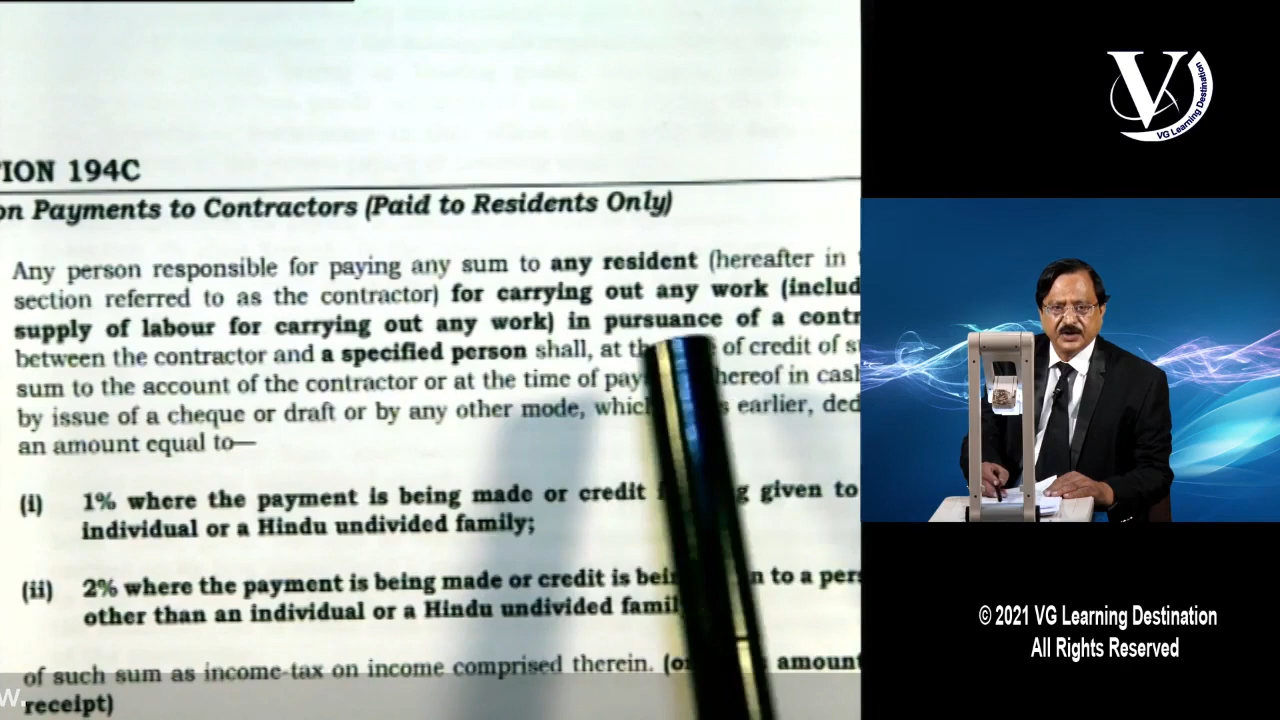 ION 194C
on Payments to Contractors (Paid to Residents Only)
Any person responsible for paying any sum to any resident (hereafter in
section referred to as the contractor) for carrying out any work (includ
supply of labour for carrying out any work) in pursuance of a contr
between the contractor and a specified person shall, at of credit of
sum to the account of the contractor or at the time of hereof in cas
by issue of a cheque or draft or by any other mode, earlier, ded
an amount equal to—
(i) 1% where the payment is being made or credit given to
individual or a Hindu undivided family;
(ii) 2% where the payment is being made or credit is to a pers
other than an individual or a Hindu undivided
of such sum as income-tax on income comprised therein. amount
receipt)
w.
V
VG Learning Destination
© 2021 VG Learning Destination
All Rights Reserved